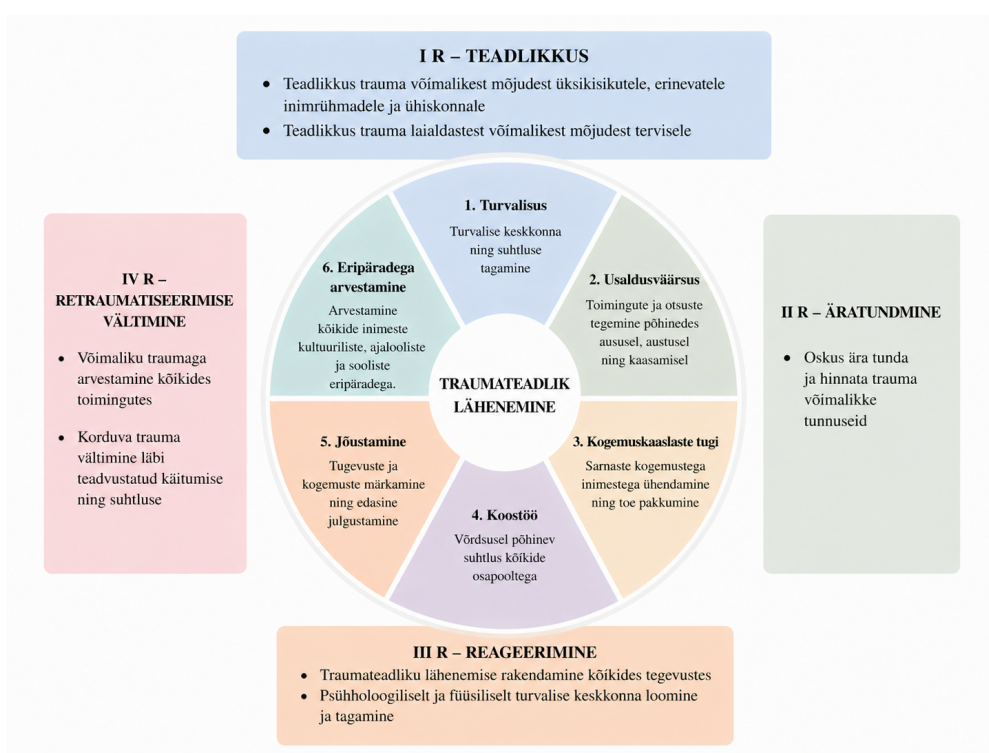 I R – TEADLIKKUS
• Teadlikkus trauma võimalikest mõjudest üksikisikutele, erinevatele
inimrühmadele ja ühiskonnale
• Teadlikkus trauma laialdastest võimalikest mõjudest tervisele
1. Turvalisus
Turvalise keskkonna
ning suhtluse
tagamine
2. Usaldusväärsus
Toimingute ja otsuste
tegemine põhinedes
aususel, austusel
ning kaasamisel
3. Kogemuskaaslaste tugi
Sarnaste kogemustega
inimestega ühendamine
ning toe pakkumine
4. Koostöö
Võrdsusel põhinev
suhtlus kõikide
osapooltega
5. Jõustamine
Tugevuste ja
kogemuste märkamine
ning edasine
julgustamine
6. Eripäradega
arvestamine
Arvestamine
kõikide inimeste
kultuuriliste, ajalooliste
ja sooliste
eripäradega.
TRAUMATEADLIK
LÄHENEMINE
II R – ÄRATUNDMINE
• Oskus ära tunda
ja hinnata trauma
võimalikke
tunnuseid
III R – REAGEERIMINE
• Traumateadliku lähenemise rakendamine kõikides tegevustes
• Psühholoogiliselt ja füüsiliselt turvalise keskkonna loomine
ja tagamine
IV R –
RETRAUMATISEERIMISE
VÄLTIMINE
• Võimaliku traumaga
arvestamine kõikides
toimingutes
• Korduva trauma
vältimine läbi
teadvustatud käitumise
ning suhtluse